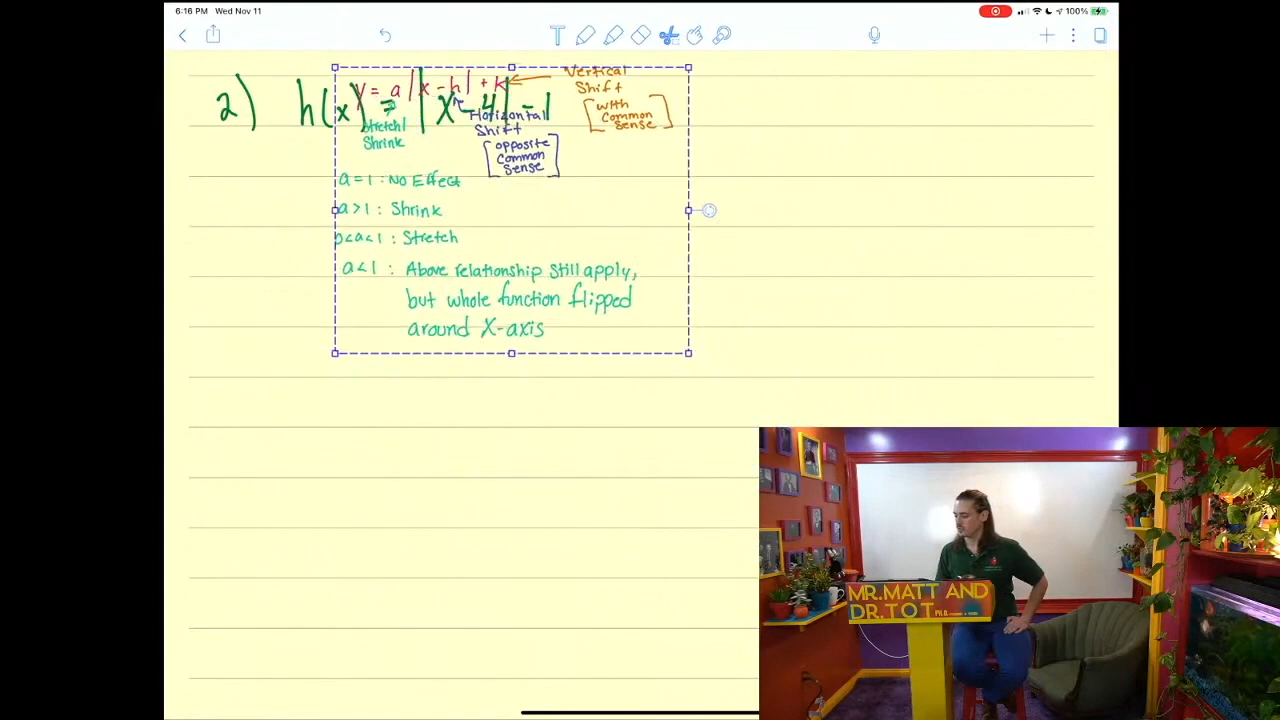 6:16 PM Wed Nov 11
100%
2) h(x) = |x - 4| - 1
y = a |x - h| + k
Vertical
Shift
[with
Common
Sense]
Stretch|
Shrink
Horizontal
Shift
[opposite
Common
Sense]
a = 1 : No Effect
a > 1 : Shrink
0 < a < 1 : Stretch
a < 1 : Above relationship still apply,
but whole function flipped
around X-axis
MR.MATT AND
DR.TOT PH.D.